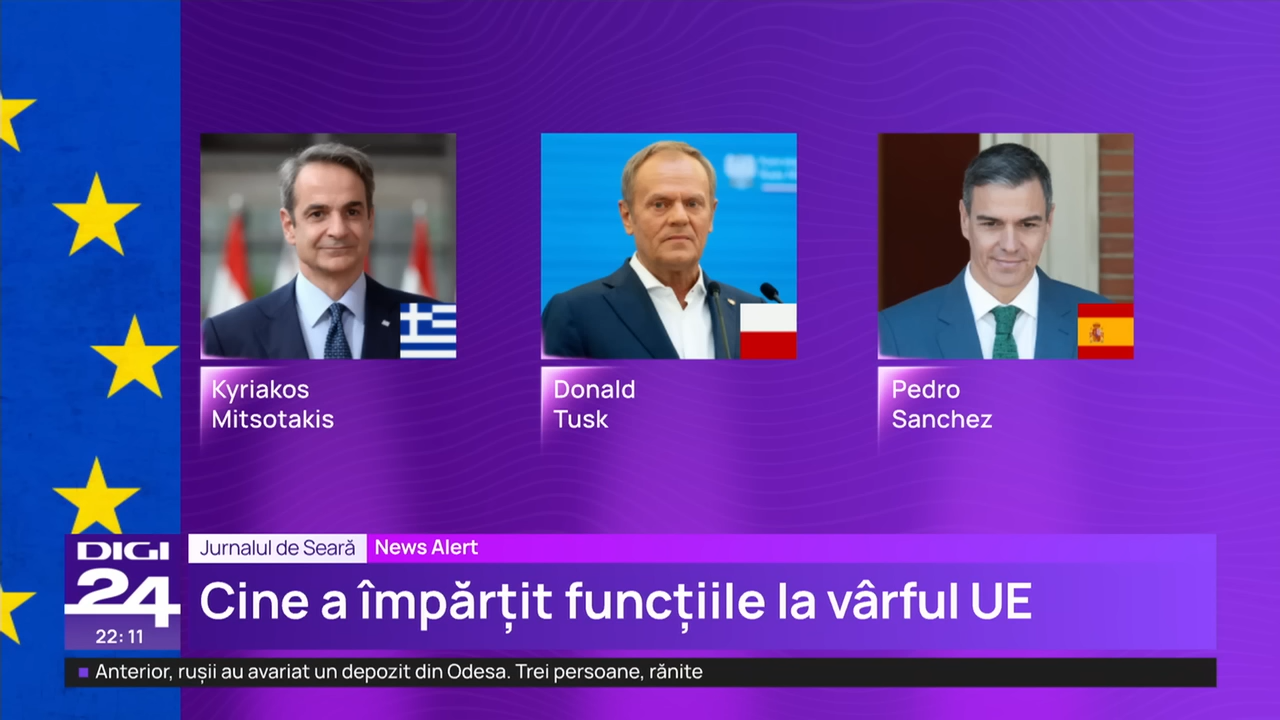 Kyriakos
Mitsotakis
Donald
Tusk
Pedro
Sanchez
DIGI
24
22:11
Jurnalul de Seară
News Alert
Cine a împărțit funcțiile la vârful UE
Anterior, rușii au avariat un depozit din Odesa. Trei persoane, rănite